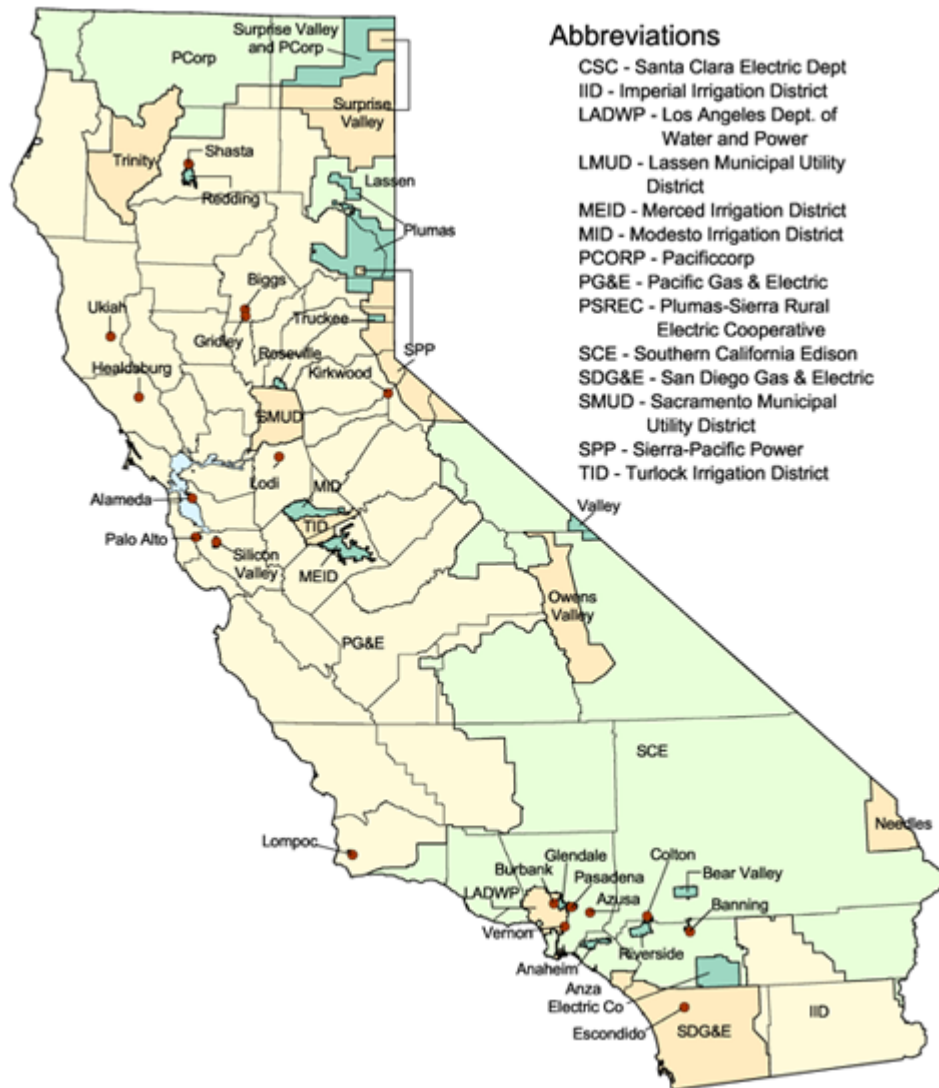 Abbreviations
CSC - Santa Clara Electric Dept
IID - Imperial Irrigation District
LADWP - Los Angeles Dept. of
Water and Power
LMUD - Lassen Municipal Utility
District
MEID - Merced Irrigation District
MID - Modesto Irrigation District
PCORP - Pacificcorp
PG&E - Pacific Gas & Electric
PSREC - Plumas-Sierra Rural
Electric Cooperative
SCE - Southern California Edison
SDG&E - San Diego Gas & Electric
SMUD - Sacramento Municipal
Utility District
SPP - Sierra-Pacific Power
TID - Turlock Irrigation District
Surprise Valley
and PCorp
PCorp
Surprise
Valley
Trinity
Shasta
Redding
Lassen
Plumas
Biggs
Ukiah
Truckee
Gridley
Roseville
SPP
Healdsburg
Kirkwood
SMUD
Lodi
MID
Alameda
Valley
TID
Palo Alto
Silicon
Valley
MEID
Owens
Valley
PG&E
SCE
Needles
Lompoc
Glendale
Colton
Burbank
Pasadena
Bear Valley
LADWP
Azusa
Banning
Vernon
Riverside
Anaheim
Anza
Electric Co
Escondido
SDG&E
IID